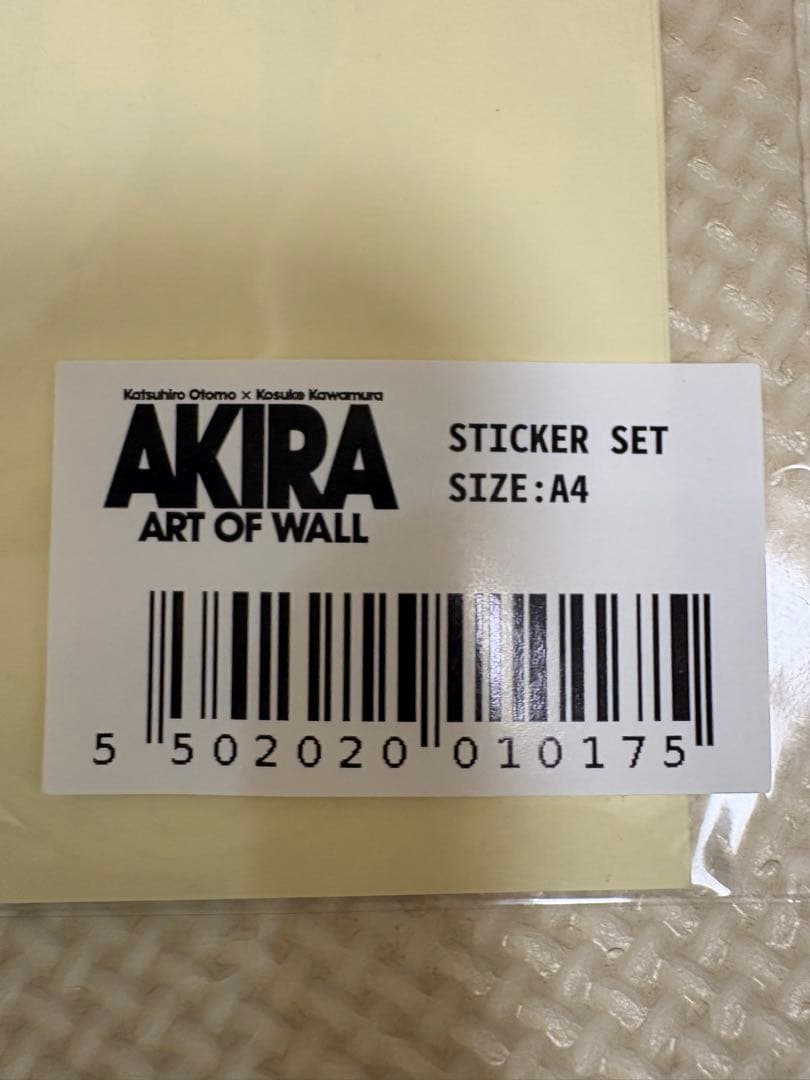 Katsuhiro Otomo × Kosuke Kawamura
AKIRA
ART OF WALL
STICKER SET
SIZE:A4
5 502020 010175